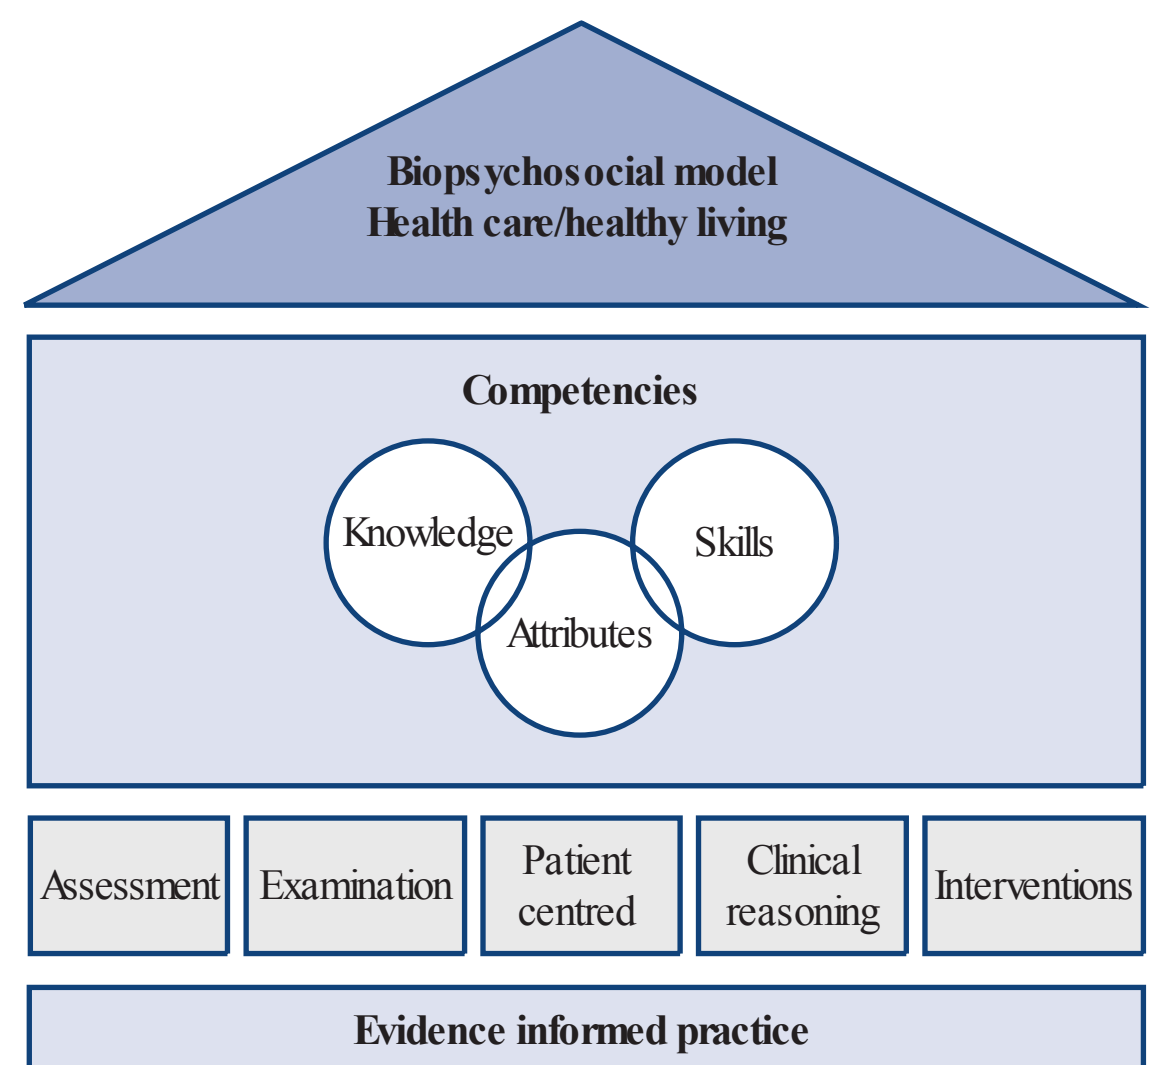 Biopsychosocial model
Health care/healthy living
Competencies
Knowledge
Skills
Attributes
Assessment
Examination
Patient
centred
Clinical
reasoning
Interventions
Evidence informed practice